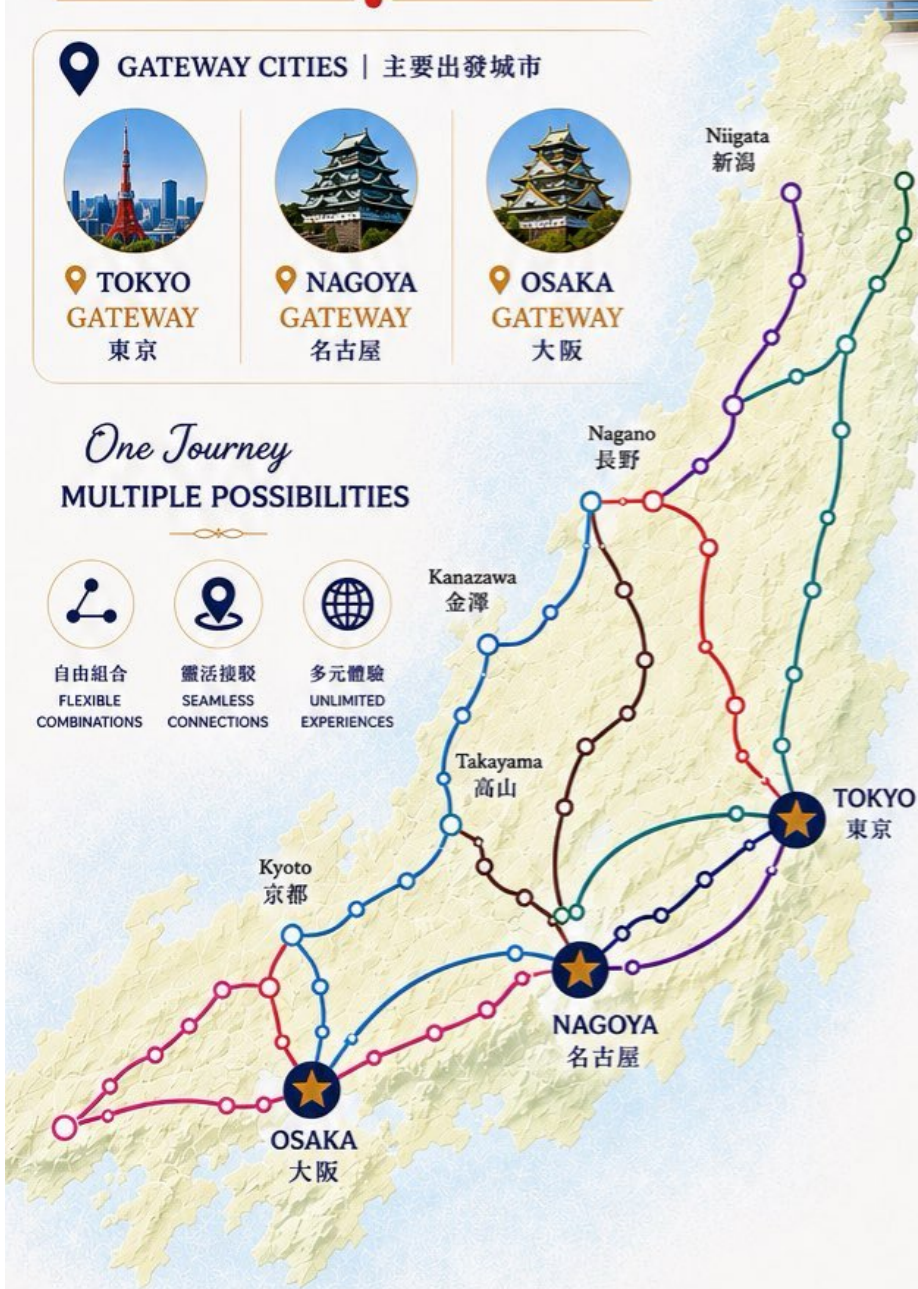 GATEWAY CITIES | 主要出發城市
TOKYO
GATEWAY
東京
NAGOYA
GATEWAY
名古屋
OSAKA
GATEWAY
大阪
One Journey
MULTIPLE POSSIBILITIES
自由組合
FLEXIBLE
COMBINATIONS
靈活接駁
SEAMLESS
CONNECTIONS
多元體驗
UNLIMITED
EXPERIENCES
Niigata
新潟
Nagano
長野
Kanazawa
金澤
Takayama
高山
Kyoto
京都
TOKYO
東京
NAGOYA
名古屋
OSAKA
大阪